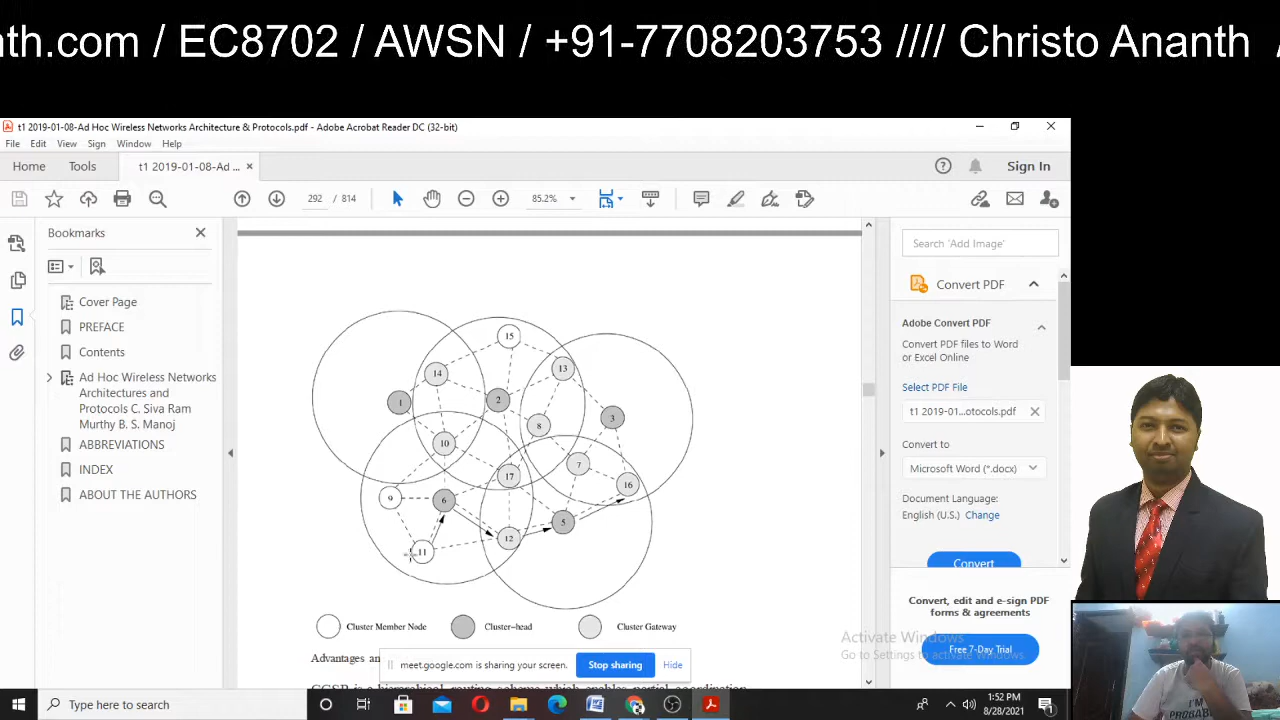 nth.com / EC8702 / AWSN / +91-7708203753 //// Christo Ananth
t1 2019-01-08-Ad Hoc Wireless Networks Architecture & Protocols.pdf - Adobe Acrobat Reader DC (32-bit)
File Edit View Sign Window Help
Home Tools t1 2019-01-08-Ad ... × Sign In
292 / 814 85.2%
Bookmarks
Cover Page
PREFACE
Contents
Ad Hoc Wireless Networks
Architectures and
Protocols C. Siva Ram
Murthy B. S. Manoj
ABBREVIATIONS
INDEX
ABOUT THE AUTHORS
15
14 13
1 2 3
8
10
7
17 16
9 6
5
12
11
Cluster Member Node Cluster-head Cluster Gateway
Advantages an
meet.google.com is sharing your screen. Stop sharing Hide
Search 'Add Image'
Convert PDF
Adobe Convert PDF
Convert PDF files to Word
or Excel Online
Select PDF File
t1 2019-01...otocols.pdf ×
Convert to
Microsoft Word (*.docx)
Document Language:
English (U.S.) Change
Convert
Convert, edit and e-sign PDF
forms & agreements
Free 7-Day Trial
Activate Windows
Go to Settings to activate Windows
I'M
PROBABL
Type here to search
1:52 PM
8/28/2021